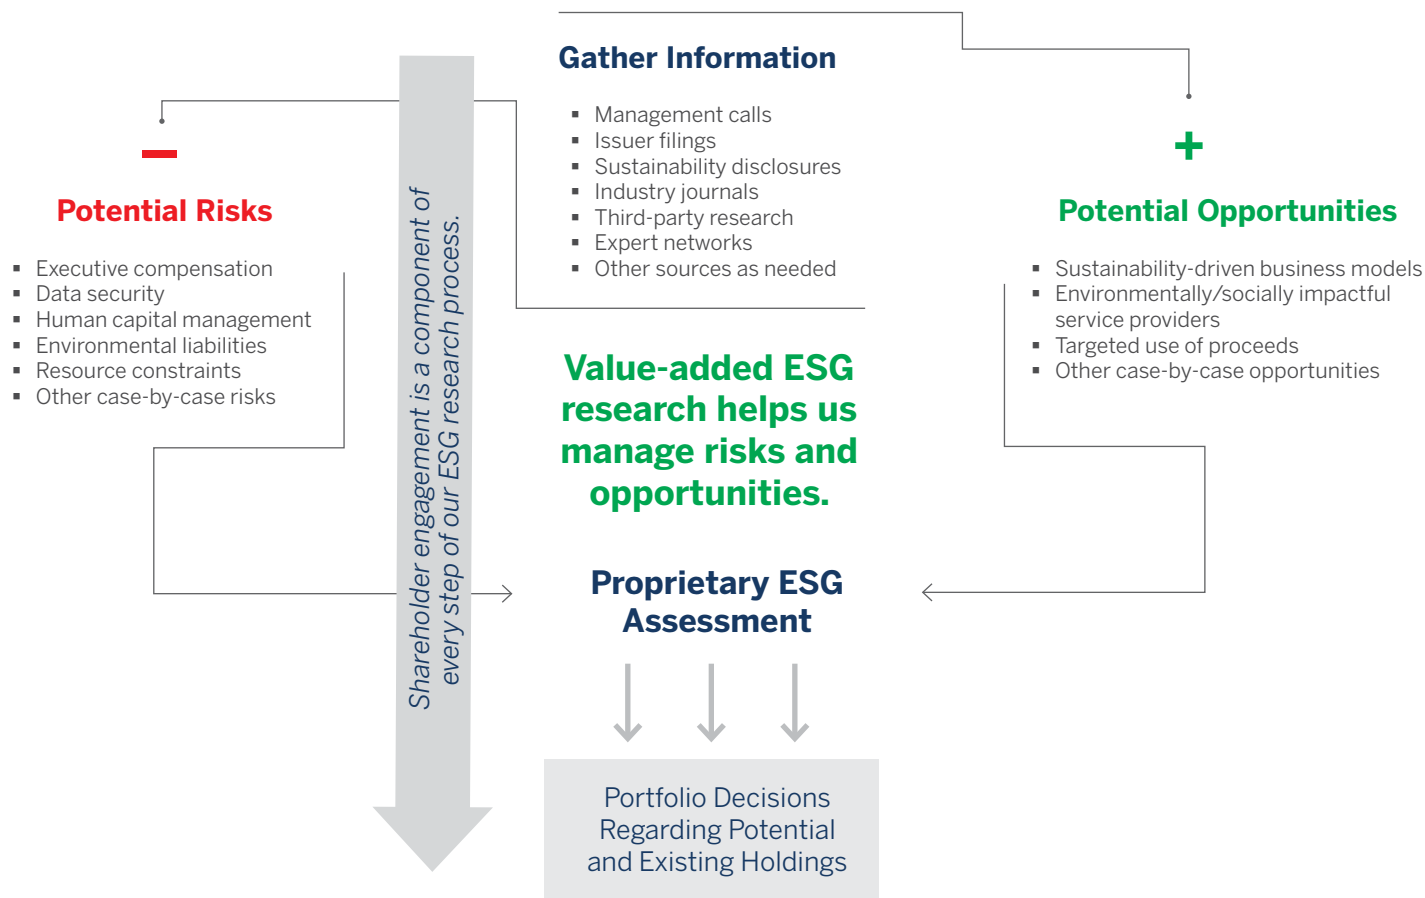 Gather Information
▪ Management calls
▪ Issuer filings
▪ Sustainability disclosures
▪ Industry journals
▪ Third-party research
▪ Expert networks
▪ Other sources as needed
–
Potential Risks
▪ Executive compensation
▪ Data security
▪ Human capital management
▪ Environmental liabilities
▪ Resource constraints
▪ Other case-by-case risks
Shareholder engagement is a component of
every step of our ESG research process.
+
Potential Opportunities
▪ Sustainability-driven business models
▪ Environmentally/socially impactful
service providers
▪ Targeted use of proceeds
▪ Other case-by-case opportunities
Value-added ESG
research helps us
manage risks and
opportunities.
Proprietary ESG
Assessment
Portfolio Decisions
Regarding Potential
and Existing Holdings